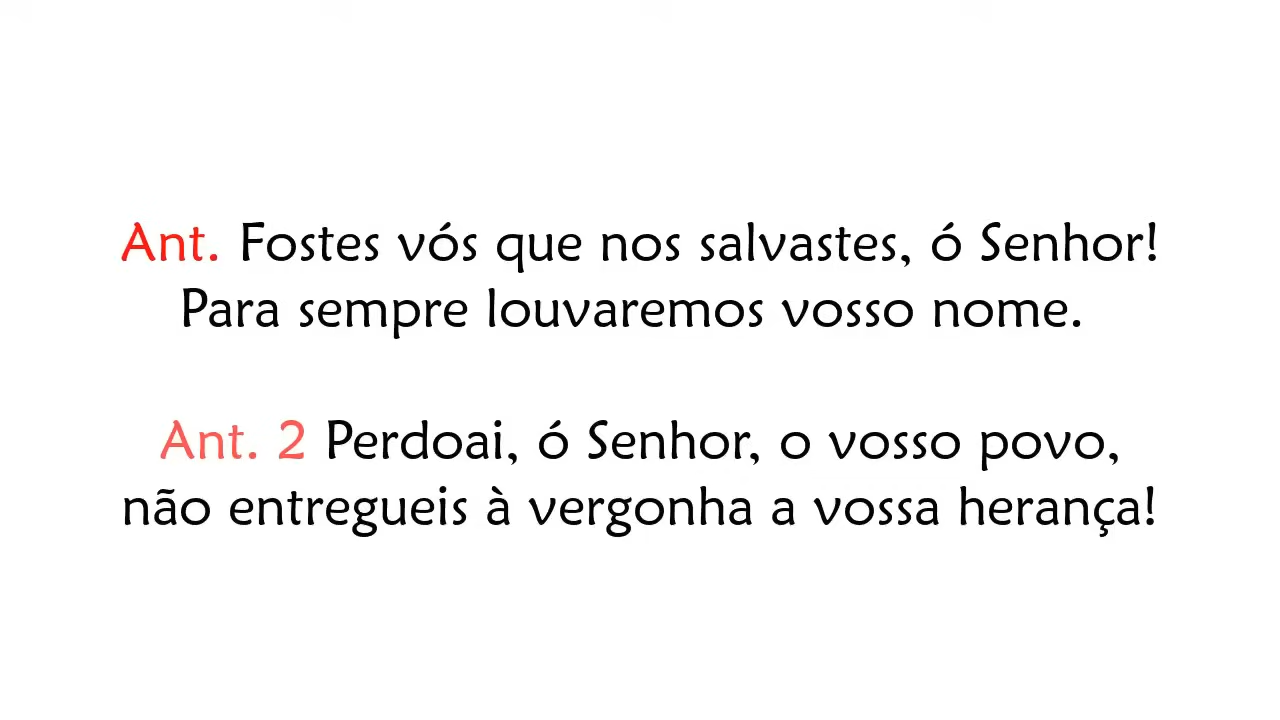 Ant. Fostes vós que nos salvastes, ó Senhor!
Para sempre louvaremos vosso nome.
Ant. 2 Perdoai, ó Senhor, o vosso povo,
não entregueis à vergonha a vossa herança!